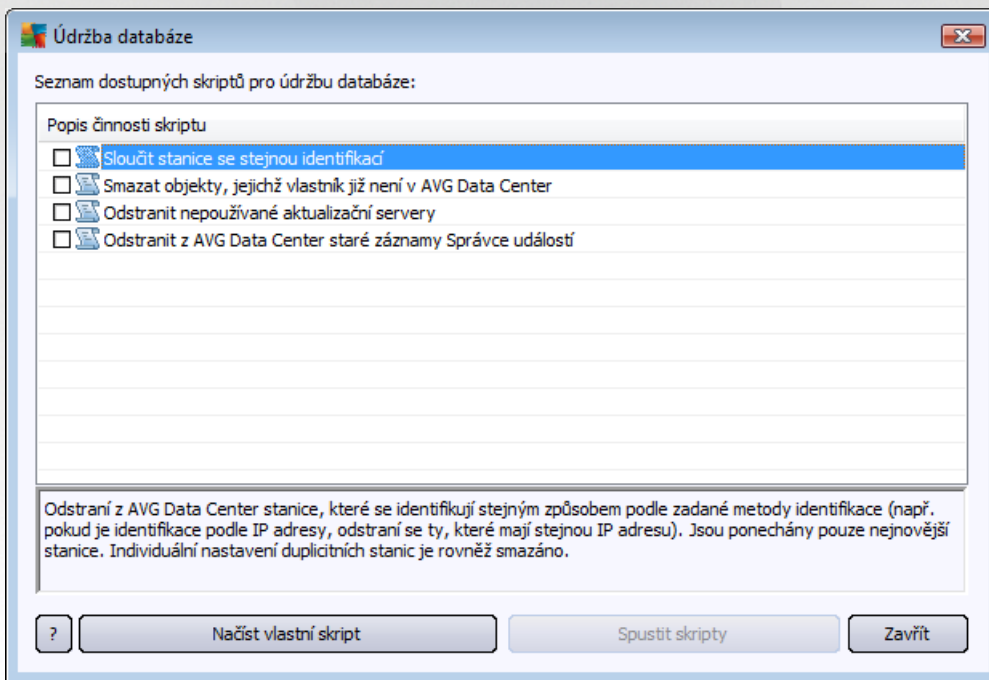 Údržba databáze
Seznam dostupných skriptů pro údržbu databáze:
Popis činnosti skriptu
Sloučit stanice se stejnou identifikací
Smazat objekty, jejichž vlastník již není v AVG Data Center
Odstranit nepoužívané aktualizační servery
Odstranit z AVG Data Center staré záznamy Správce událostí
Odstraní z AVG Data Center stanice, které se identifikují stejným způsobem podle zadané metody identifikace (např.
pokud je identifikace podle IP adresy, odstraní se ty, které mají stejnou IP adresu). Jsou ponechány pouze nejnovější
stanice. Individuální nastavení duplicitních stanic je rovněž smazáno.
? Načíst vlastní skript Spustit skripty Zavřít